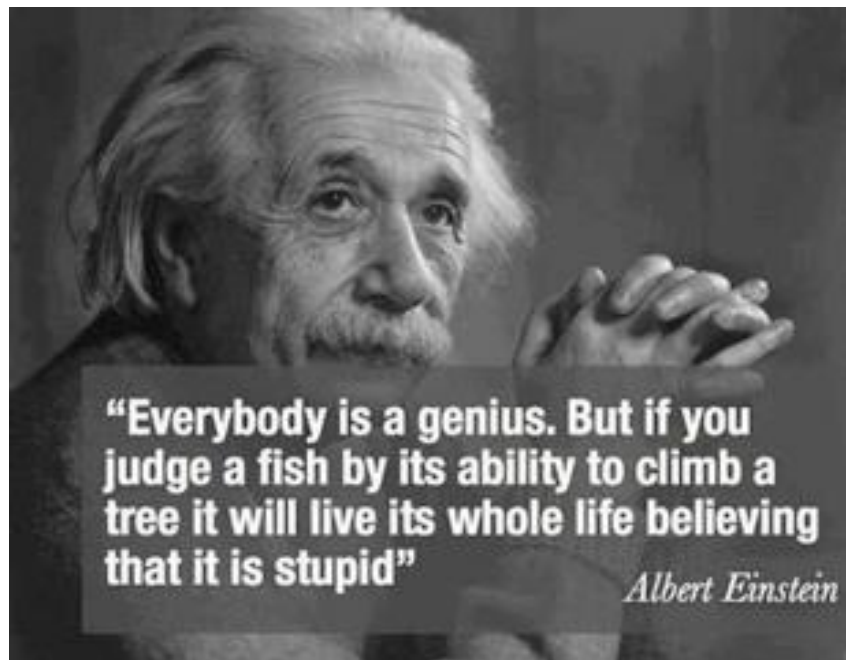 “Everybody is a genius. But if you
judge a fish by its ability to climb a
tree it will live its whole life believing
that it is stupid”
Albert Einstein